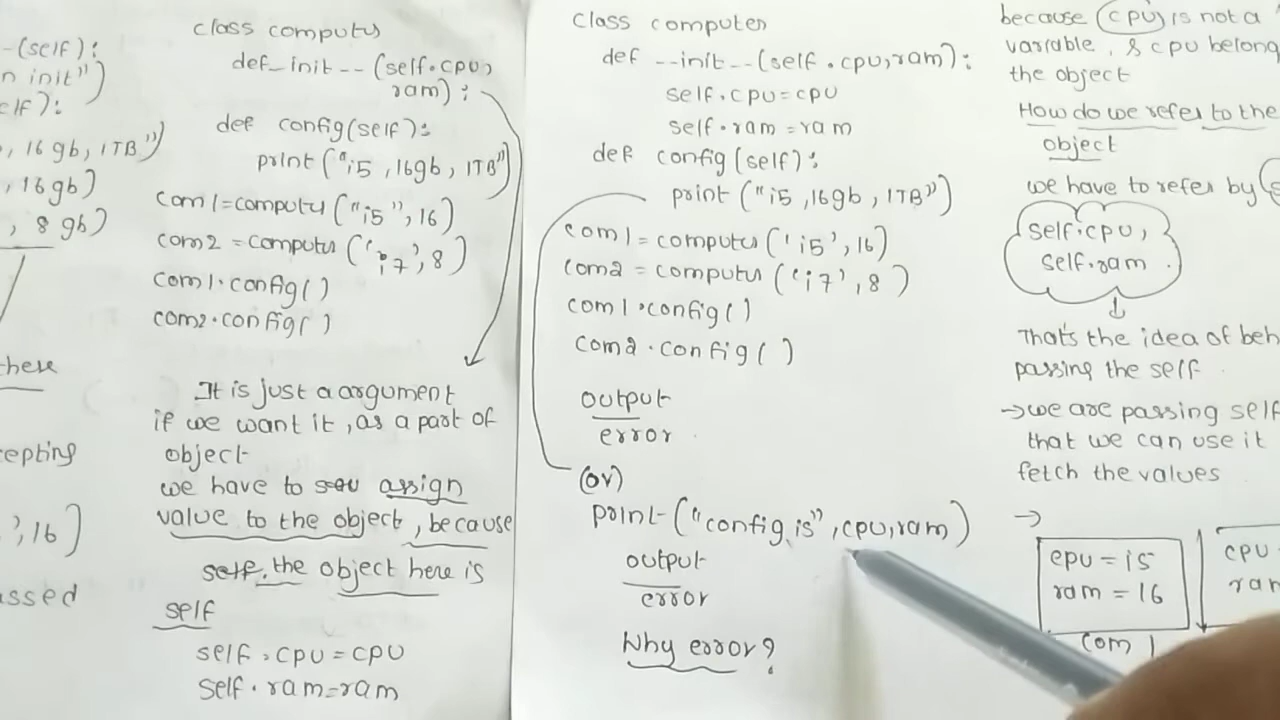 -(self):
n init")
elf):
, 16gb, 1TB")
, 16gb)
, 8 gb)
here
cepting
', 16)
assed
class computer
def_init-- (self.cpu,
ram):
def config(self):
print("i5, 16gb, 1TB")
com1=computer("i5", 16)
com2 = computer('i7', 8)
com1.config()
com2.config()
It is just a argument
if we want it, as a part of
object
we have to assign
value to the object, because
self. the object here is
self
self.cpu = cpu
self.ram=ram
class computer
def --init--(self.cpu,ram):
self.cpu=cpu
self.ram=ram
def config(self):
print("i5,16gb, 1TB")
com1= computer('i5', 16)
com2 = computer('i7', 8)
com1.config()
com2.config()
output
error
(or)
print("config is", cpu,ram)
output
error
Why error?
because cpu is not a
variable, & cpu belong
the object
How do we refer to the
object
we have to refer by s
self.cpu,
self.ram
That's the idea of beh
passing the self
→we are passing self
that we can use it
fetch the values
→
cpu = i5
ram = 16
com 1
cpu
ram